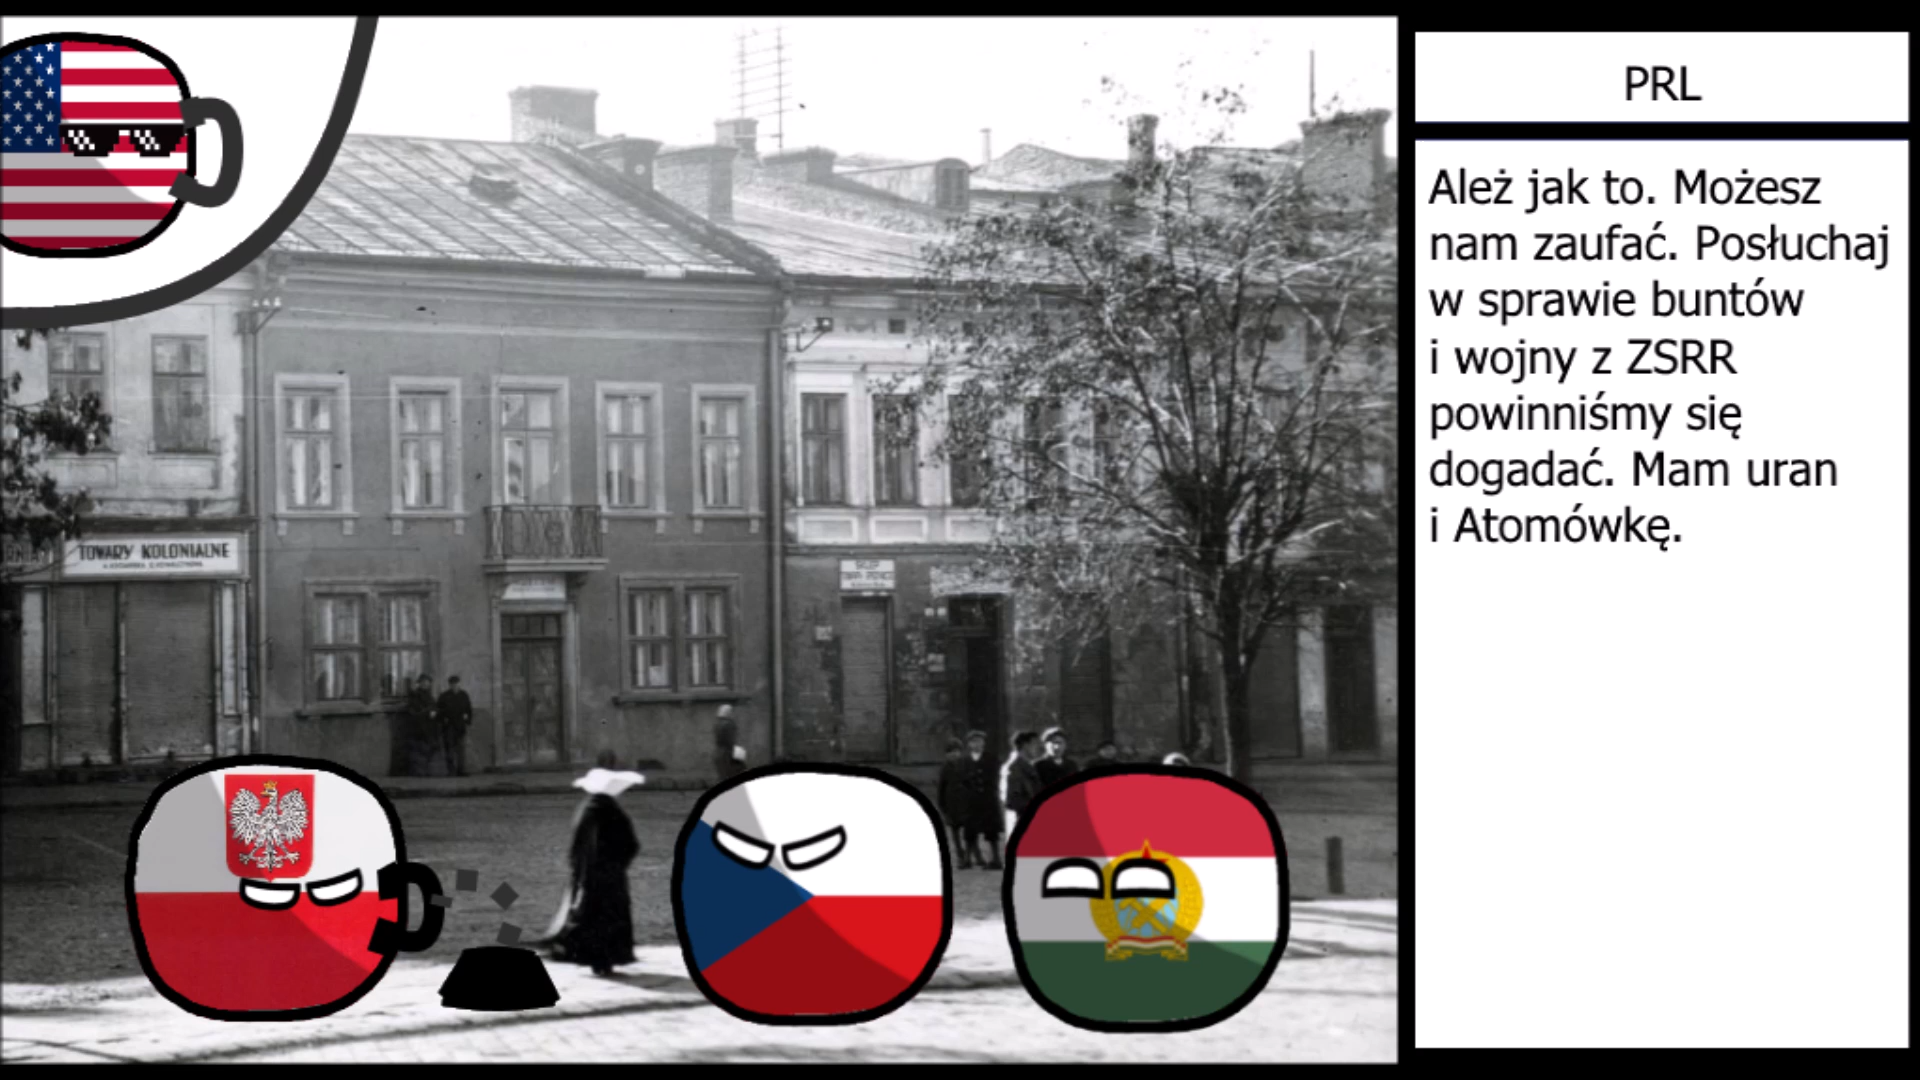 PRL
Ależ jak to. Możesz
nam zaufać. Posłuchaj
w sprawie buntów
i wojny z ZSRR
powinniśmy się
dogadać. Mam uran
i Atomówkę.
TOWARY KOLONIALNE
SKLEP